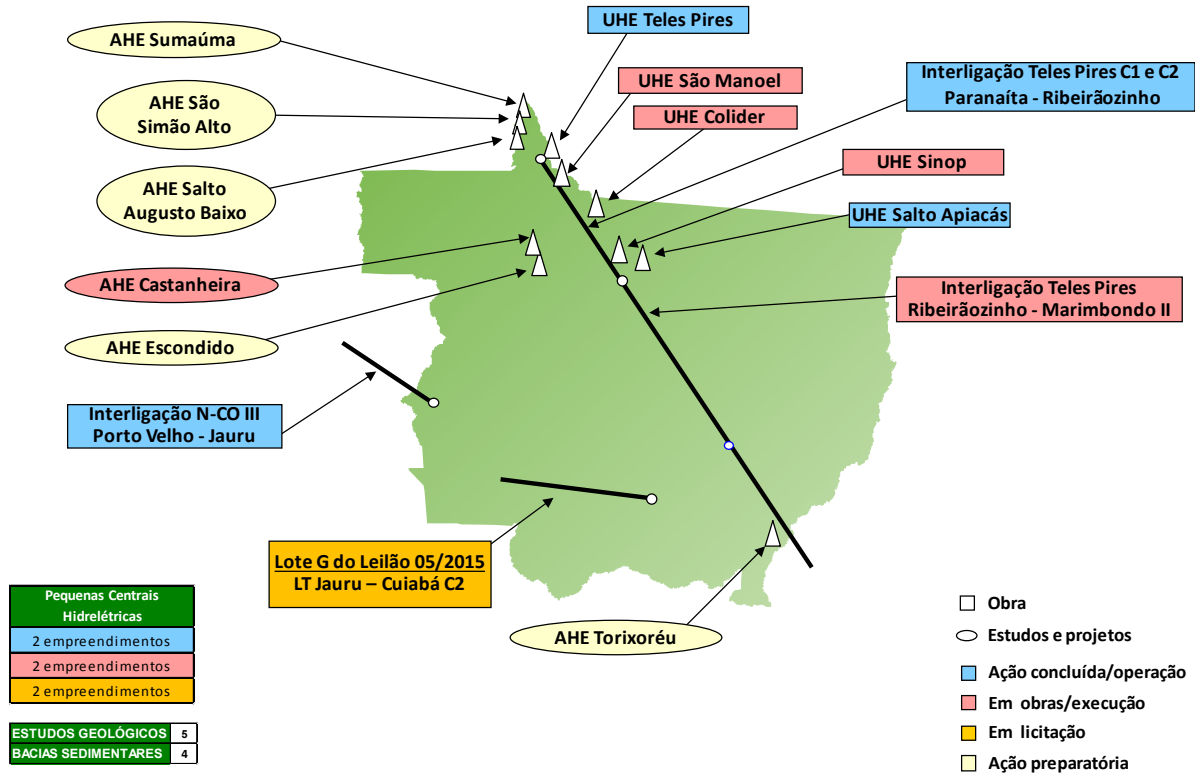 AHE Sumaúma
UHE Teles Pires
UHE São Manoel
Interligação Teles Pires C1 e C2
Paranaíta - Ribeirãozinho
AHE São
Simão Alto
UHE Colider
UHE Sinop
AHE Salto
Augusto Baixo
UHE Salto Apiacás
AHE Castanheira
Interligação Teles Pires
Ribeirãozinho - Marimbondo II
AHE Escondido
Interligação N-CO III
Porto Velho - Jauru
Lote G do Leilão 05/2015
LT Jauru – Cuiabá C2
AHE Torixoréu
Pequenas Centrais
Hidrelétricas
2 empreendimentos
2 empreendimentos
2 empreendimentos
ESTUDOS GEOLÓGICOS 5
BACIAS SEDIMENTARES 4
Obra
Estudos e projetos
Ação concluída/operação
Em obras/execução
Em licitação
Ação preparatória